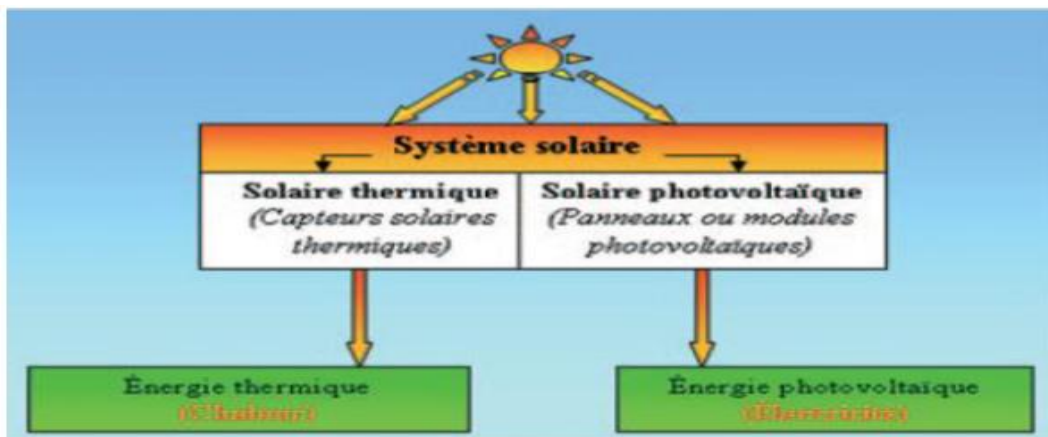 Système solaire
Solaire thermique
(Capteurs solaires
thermiques)
Solaire photovoltaïque
(Panneaux ou modules
photovoltaïques)
Énergie thermique
Énergie photovoltaïque